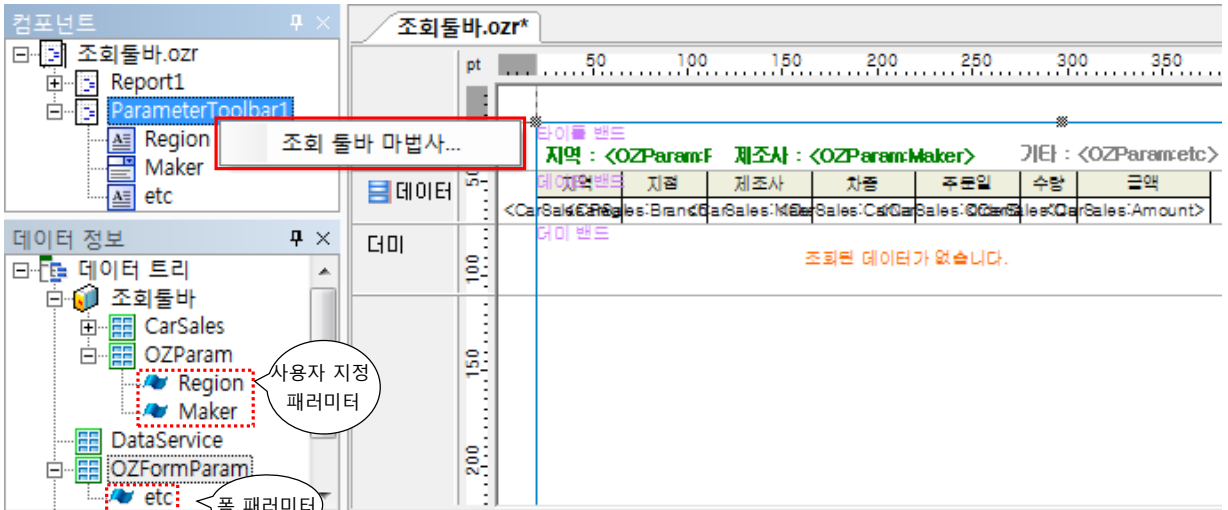 컴포넌트
조회툴바.ozr
Report1
ParameterToolbar1
Region
Maker
etc
조회 툴바 마법사...
데이터 정보
데이터 트리
조회툴바
CarSales
OZParam
Region
Maker
사용자 지정
패러미터
DataService
OZFormParam
etc
폼 패러미터
조회툴바.ozr*
pt 50 100 150 200 250 300 350
타이틀 밴드
지역 : <OZParam:F 제조사 : <OZParam:Maker> 기타 : <OZParam:etc>
데이터
지역 지점 제조사 차종 주문일 수량 금액
Sales:Amount>
더미
더미 밴드
조회된 데이터가 없습니다.
100
150
200